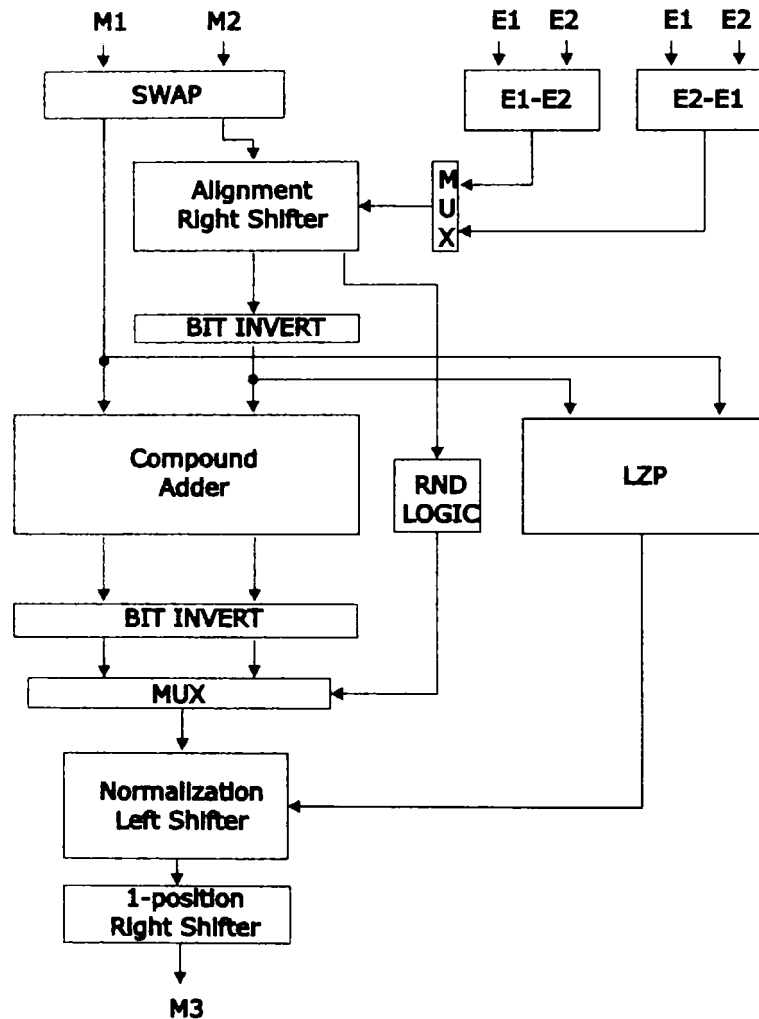 M1 M2 E1 E2 E1 E2
SWAP
E1-E2
E2-E1
Alignment
Right Shifter
M
U
X
BIT INVERT
Compound
Adder
RND
LOGIC
LZP
BIT INVERT
MUX
Normalization
Left Shifter
1-position
Right Shifter
M3